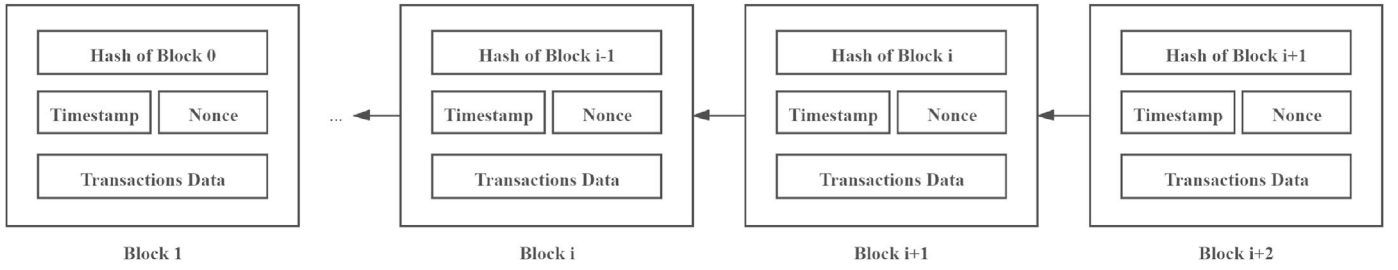 Hash of Block 0
Timestamp
Nonce
Transactions Data
Block 1
...
Hash of Block i-1
Timestamp
Nonce
Transactions Data
Block i
Hash of Block i
Timestamp
Nonce
Transactions Data
Block i+1
Hash of Block i+1
Timestamp
Nonce
Transactions Data
Block i+2